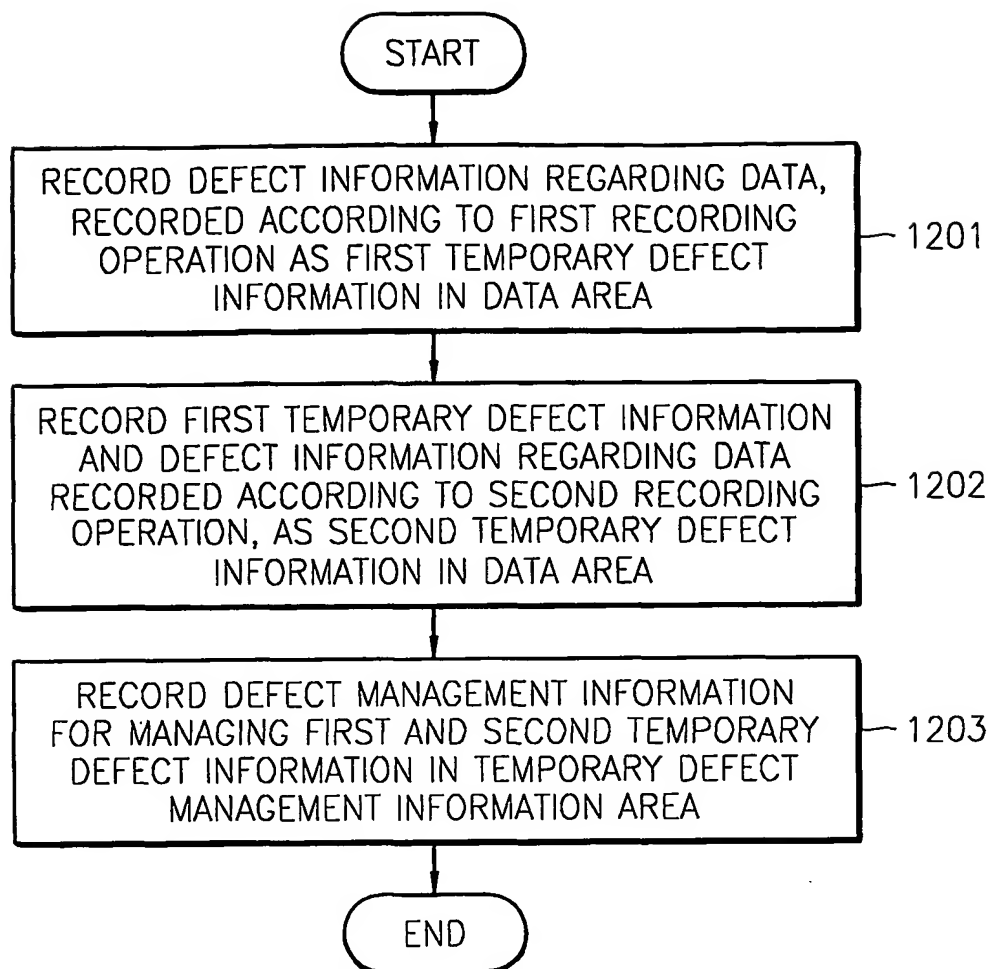 START
RECORD DEFECT INFORMATION REGARDING DATA,
RECORDED ACCORDING TO FIRST RECORDING
OPERATION AS FIRST TEMPORARY DEFECT
INFORMATION IN DATA AREA
1201
RECORD FIRST TEMPORARY DEFECT INFORMATION
AND DEFECT INFORMATION REGARDING DATA
RECORDED ACCORDING TO SECOND RECORDING
OPERATION, AS SECOND TEMPORARY DEFECT
INFORMATION IN DATA AREA
1202
RECORD DEFECT MANAGEMENT INFORMATION
FOR MANAGING FIRST AND SECOND TEMPORARY
DEFECT INFORMATION IN TEMPORARY DEFECT
MANAGEMENT INFORMATION AREA
1203
END